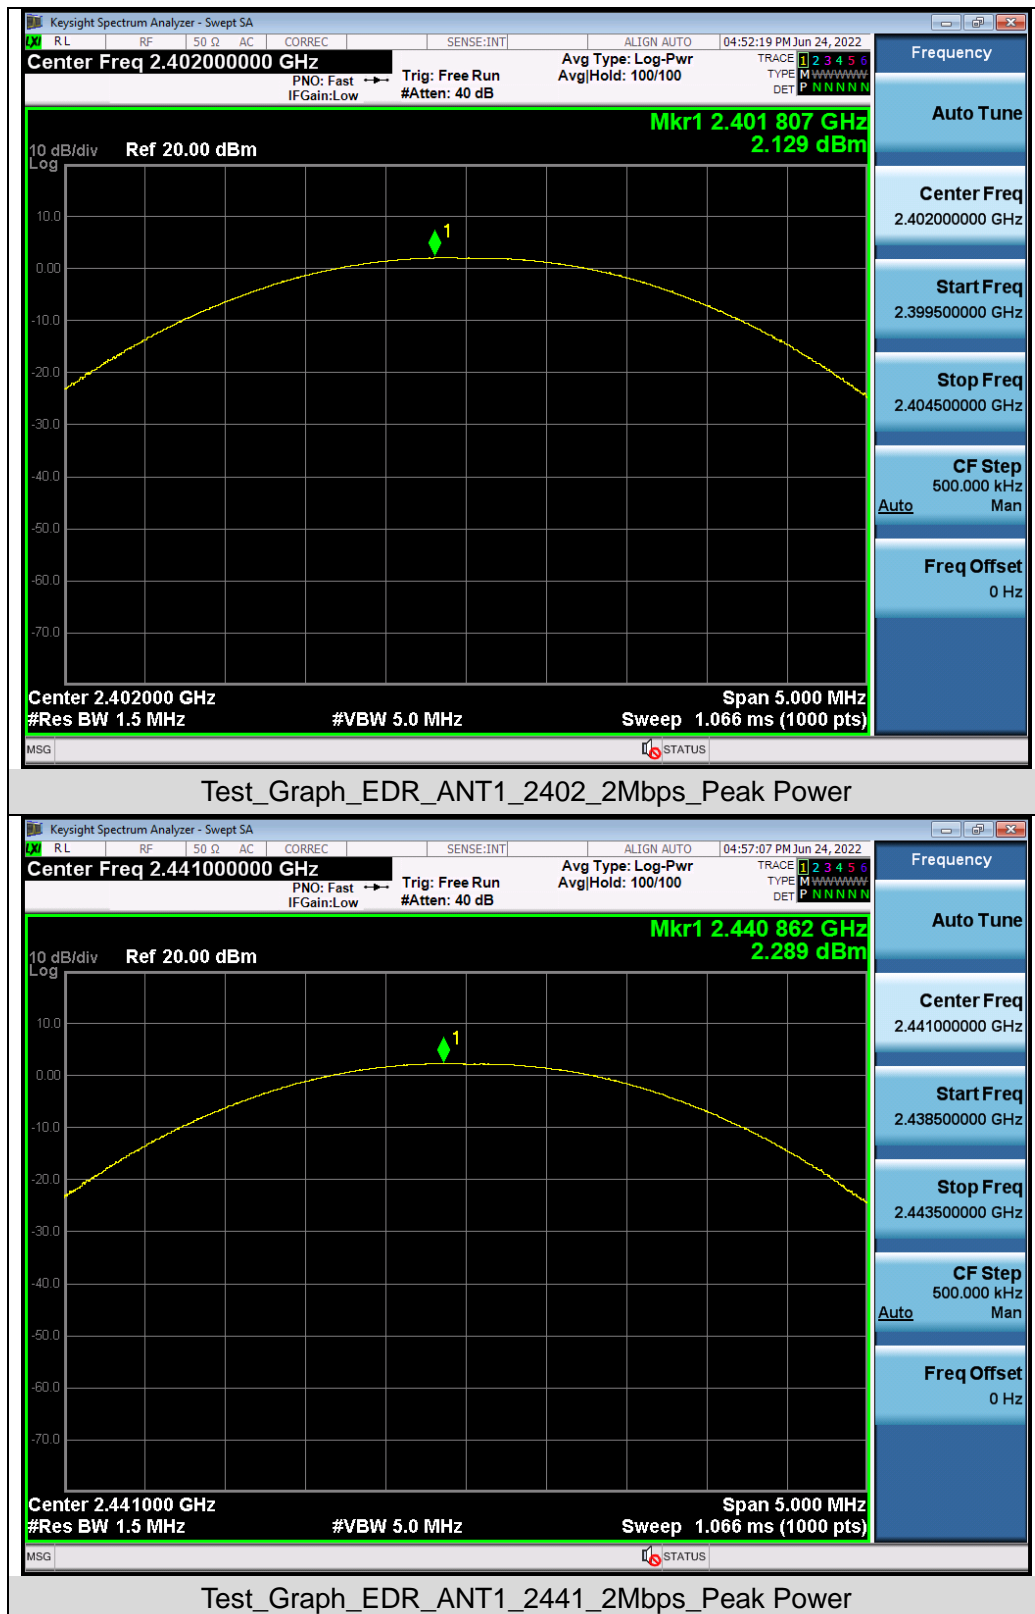 Keysight Spectrum Analyzer - Swept SA
LXI RL RF 50 Ω AC CORREC SENSE:INT ALIGN AUTO 04:52:19 PM Jun 24, 2022
Center Freq 2.402000000 GHz
PNO: Fast
IFGain:Low
Trig: Free Run
#Atten: 40 dB
Avg Type: Log-Pwr
Avg|Hold: 100/100
TRACE 1 2 3 4 5 6
TYPE M WWWWW
DET P N N N N N
Mkr1 2.401 807 GHz
2.129 dBm
10 dB/div Ref 20.00 dBm
Log
1
10.0
0.00
-10.0
-20.0
-30.0
-40.0
-50.0
-60.0
-70.0
Center 2.402000 GHz Span 5.000 MHz
#Res BW 1.5 MHz #VBW 5.0 MHz Sweep 1.066 ms (1000 pts)
MSG STATUS
Frequency
Auto Tune
Center Freq
2.402000000 GHz
Start Freq
2.399500000 GHz
Stop Freq
2.404500000 GHz
CF Step
500.000 kHz
Auto Man
Freq Offset
0 Hz
Test_Graph_EDR_ANT1_2402_2Mbps_Peak Power
Keysight Spectrum Analyzer - Swept SA
LXI RL RF 50 Ω AC CORREC SENSE:INT ALIGN AUTO 04:57:07 PM Jun 24, 2022
Center Freq 2.441000000 GHz
PNO: Fast
IFGain:Low
Trig: Free Run
#Atten: 40 dB
Avg Type: Log-Pwr
Avg|Hold: 100/100
TRACE 1 2 3 4 5 6
TYPE M WWWWW
DET P N N N N N
Mkr1 2.440 862 GHz
2.289 dBm
10 dB/div Ref 20.00 dBm
Log
1
10.0
0.00
-10.0
-20.0
-30.0
-40.0
-50.0
-60.0
-70.0
Center 2.441000 GHz Span 5.000 MHz
#Res BW 1.5 MHz #VBW 5.0 MHz Sweep 1.066 ms (1000 pts)
MSG STATUS
Frequency
Auto Tune
Center Freq
2.441000000 GHz
Start Freq
2.438500000 GHz
Stop Freq
2.443500000 GHz
CF Step
500.000 kHz
Auto Man
Freq Offset
0 Hz
Test_Graph_EDR_ANT1_2441_2Mbps_Peak Power